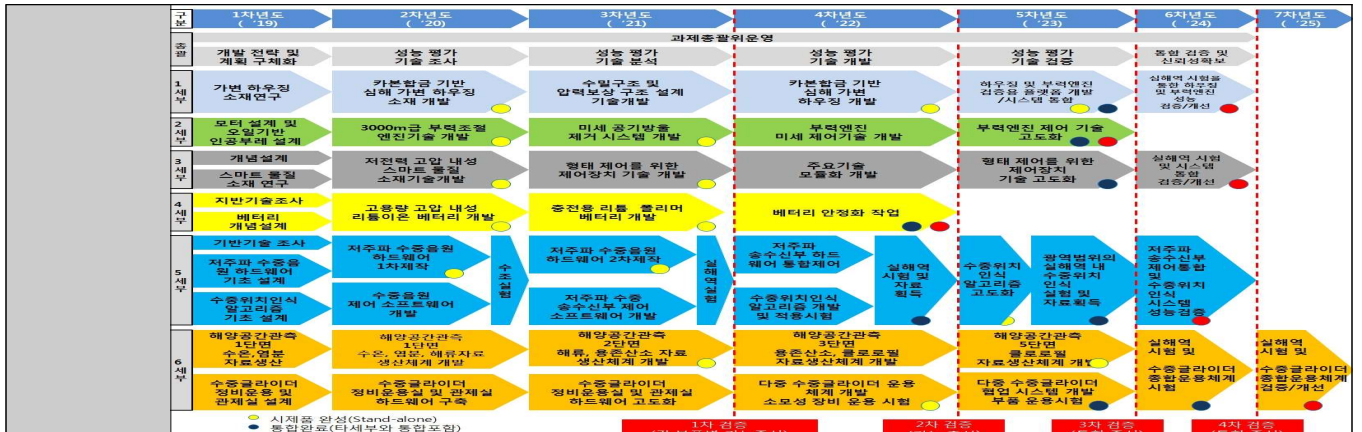 구분
1차년도
( '19)
2차년도
( '20)
3차년도
( '21)
4차년도
( '22)
5차년도
( '23)
6차년도
( '24)
7차년도
( '25)
총괄
과제총괄위운영
개발 전략 및
계획 구체화
성능 평가
기술 조사
성능 평가
기술 분석
성능 평가
기술 개발
성능 평가
기술 검증
통합 검증 및
신뢰성확보
1세부
가변 하우징
소재연구
카본합금 기반
심해 가변 하우징
소재 개발
수밀구조 및
압력보상 구조 설계
기술개발
카본합금 기반
심해 가변
하우징 개발
하우징 및 부력엔진
검증용 플랫폼 개발
/시스템 통합
실해역 시험을
통한 하우징
및 부력엔진
성능
검증/개선
2세부
모터 설계 및
오일기반
인공부레 설계
3000m급 부력조절
엔진기술 개발
미세 공기방울
제거 시스템 개발
부력엔진
미세 제어기술 개발
부력엔진 제어 기술
고도화
3세부
개념설계
스마트 물질
소재 연구
저전력 고압 내성
스마트 물질
소재기술개발
형태 제어를 위한
제어장치 기술 개발
주요기술
모듈화 개발
형태 제어를 위한
제어장치
기술 고도화
실해역 시험
및 시스템
통합
검증/개선
4세부
지반기술조사
베터리
개념설계
고용량 고압 내성
리튬이온 베터리 개발
충전용 리튬 폴리머
베터리 개발
베터리 안정화 작업
5세부
기반기술 조사
저주파 수중음
원 하드웨어
기초 설계
수중위치인식
알고리즘
기초 설계
저주파 수중음원
하드웨어
1차제작
수중음원
제어 소프트웨어
개발
수조실험
저주파 수중음원
하드웨어 2차제작
저주파 수중
송수신부 제어
소프트웨어 개발
실해역실험
저주파
송수신부 하드
웨어 통합제어
수중위치인식
알고리즘 개발
및 적용시험
실해역
시험 및
자료
획득
수중위치
인식
알고리즘
고도화
광역범위의
실해역 내
수중위치
인식
실험 및
자료획득
저주파
송수신부
제어통합
및
수중위치
인식
시스템
성능검증
6세부
해양공간관측
1단면
수온,염분
자료생산
수중글라이더
정비운용 및
관제실 설계
해양공간관측
1단면
수온, 염분, 해류자료
생산체계 개발
수중글라이더
정비운용실 및 관제실
하드웨어 구축
해양공간관측
2단면
해류, 용존산소 자료
생산체계 개발
수중글라이더
정비운용실 및 관제실
하드웨어 고도화
해양공간관측
3단면
용존산소, 클로로필
자료생산체계 개발
다중 수중글라이더 운용
체계 개발
소모성 장비 운용 시험
해양공간관측
5단면
클로로필
자료생산체계 개발
다중 수중글라이더
협업 시스템 개발
부품 운용시험
실해역
시험 및
수중글라이더
종합운용체계
시험
실해역
시험 및
수중글라이더
종합운용체계
검증/개선
시제품 완성(Stand-alone)
통합완료(타세부와 통합포함)
1차 검증
2차 검증
3차 검증
4차 검증